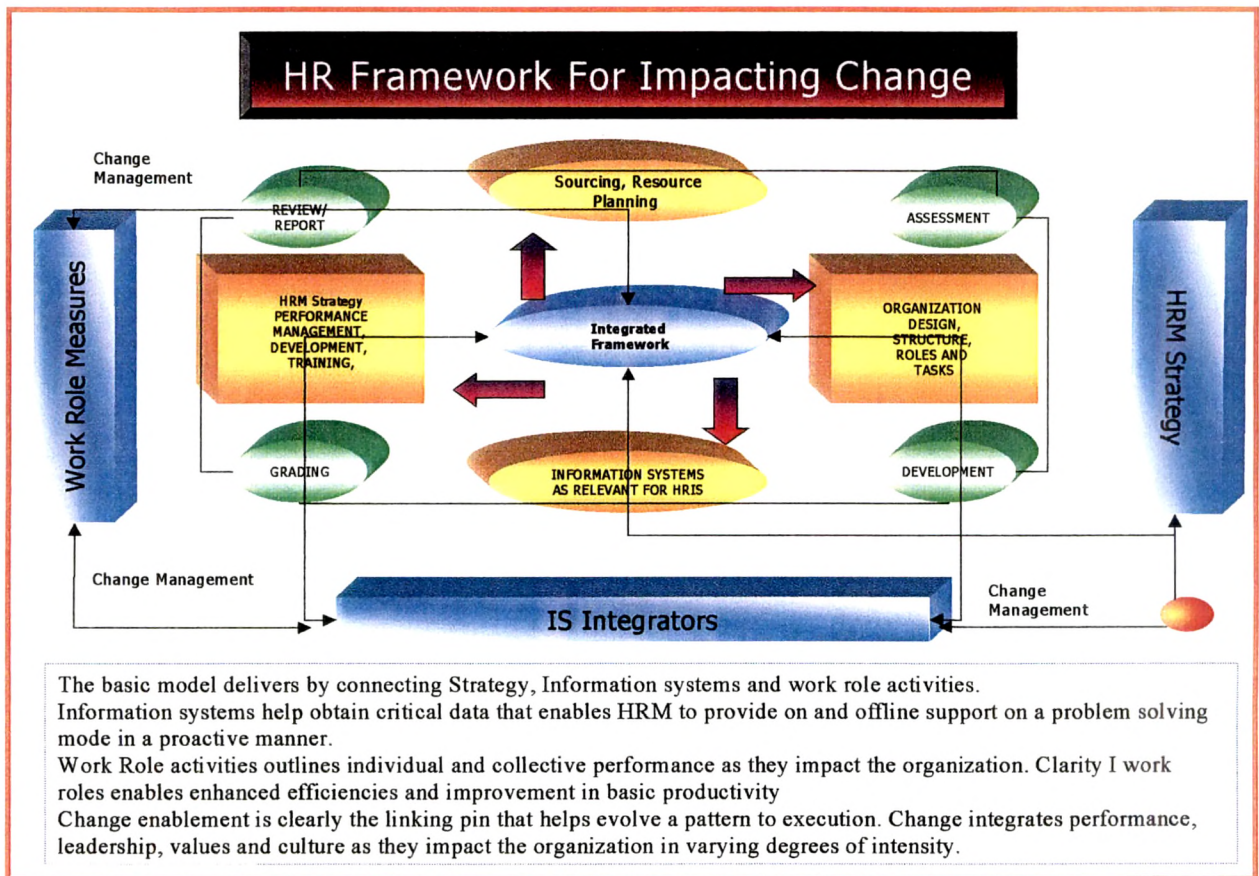 HR Framework For Impacting Change
Change
Management
Sourcing, Resource
Planning
REVIEW/
REPORT
ASSESSMENT
Work Role Measures
HRM Strategy
PERFORMANCE
MANAGEMENT,
DEVELOPMENT,
TRAINING,
Integrated
Framework
ORGANIZATION
DESIGN,
STRUCTURE,
ROLES AND
TASKS
HRM Strategy
GRADING
INFORMATION SYSTEMS
AS RELEVANT FOR HRIS
DEVELOPMENT
Change Management
IS Integrators
Change
Management
The basic model delivers by connecting Strategy, Information systems and work role activities.
Information systems help obtain critical data that enables HRM to provide on and offline support on a problem solving
mode in a proactive manner.
Work Role activities outlines individual and collective performance as they impact the organization. Clarity I work
roles enables enhanced efficiencies and improvement in basic productivity
Change enablement is clearly the linking pin that helps evolve a pattern to execution. Change integrates performance,
leadership, values and culture as they impact the organization in varying degrees of intensity.